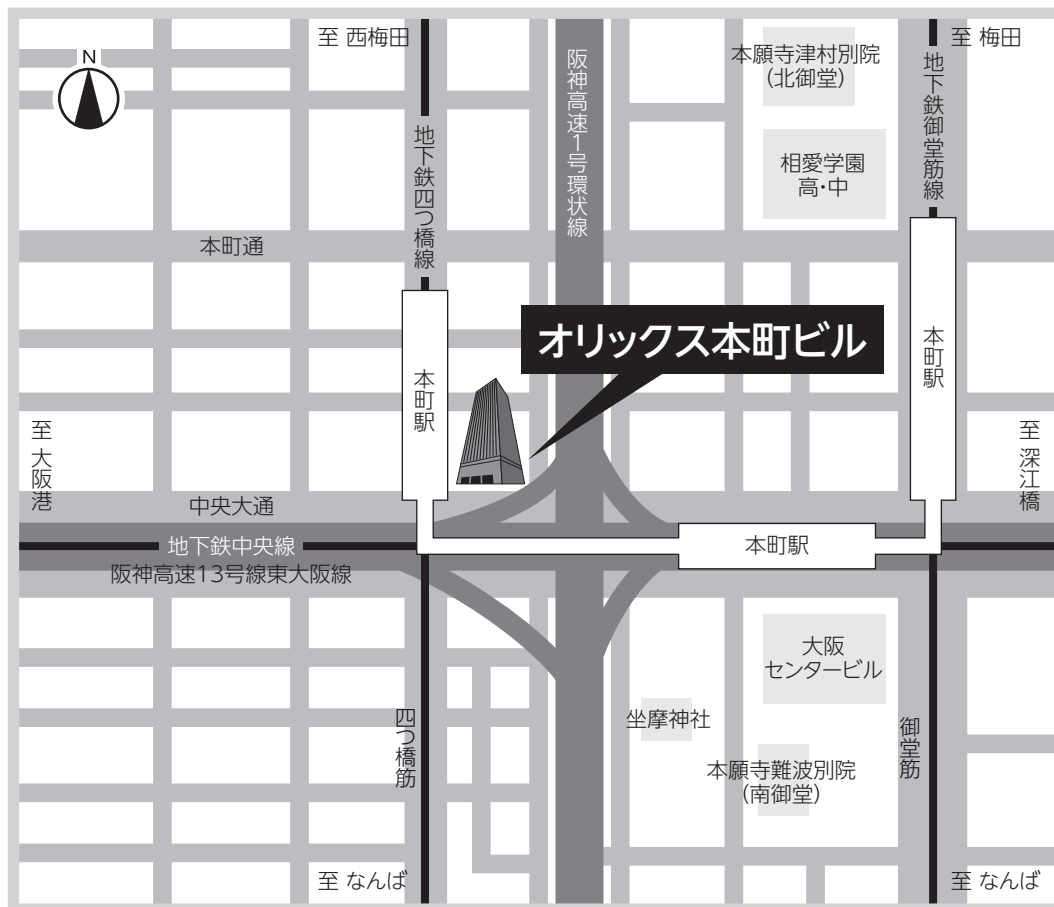 至 西梅田
至 梅田
N
本願寺津村別院
(北御堂)
阪神高速1号環状線
地下鉄御堂筋線
地下鉄四つ橋線
相愛学園
高・中
本町通
オリックス本町ビル
本町駅
本町駅
至 大阪港
至 深江橋
中央大通
地下鉄中央線
本町駅
阪神高速13号線東大阪線
大阪
センタービル
四つ橋筋
坐摩神社
御堂筋
本願寺難波別院
(南御堂)
至 なんば
至 なんば